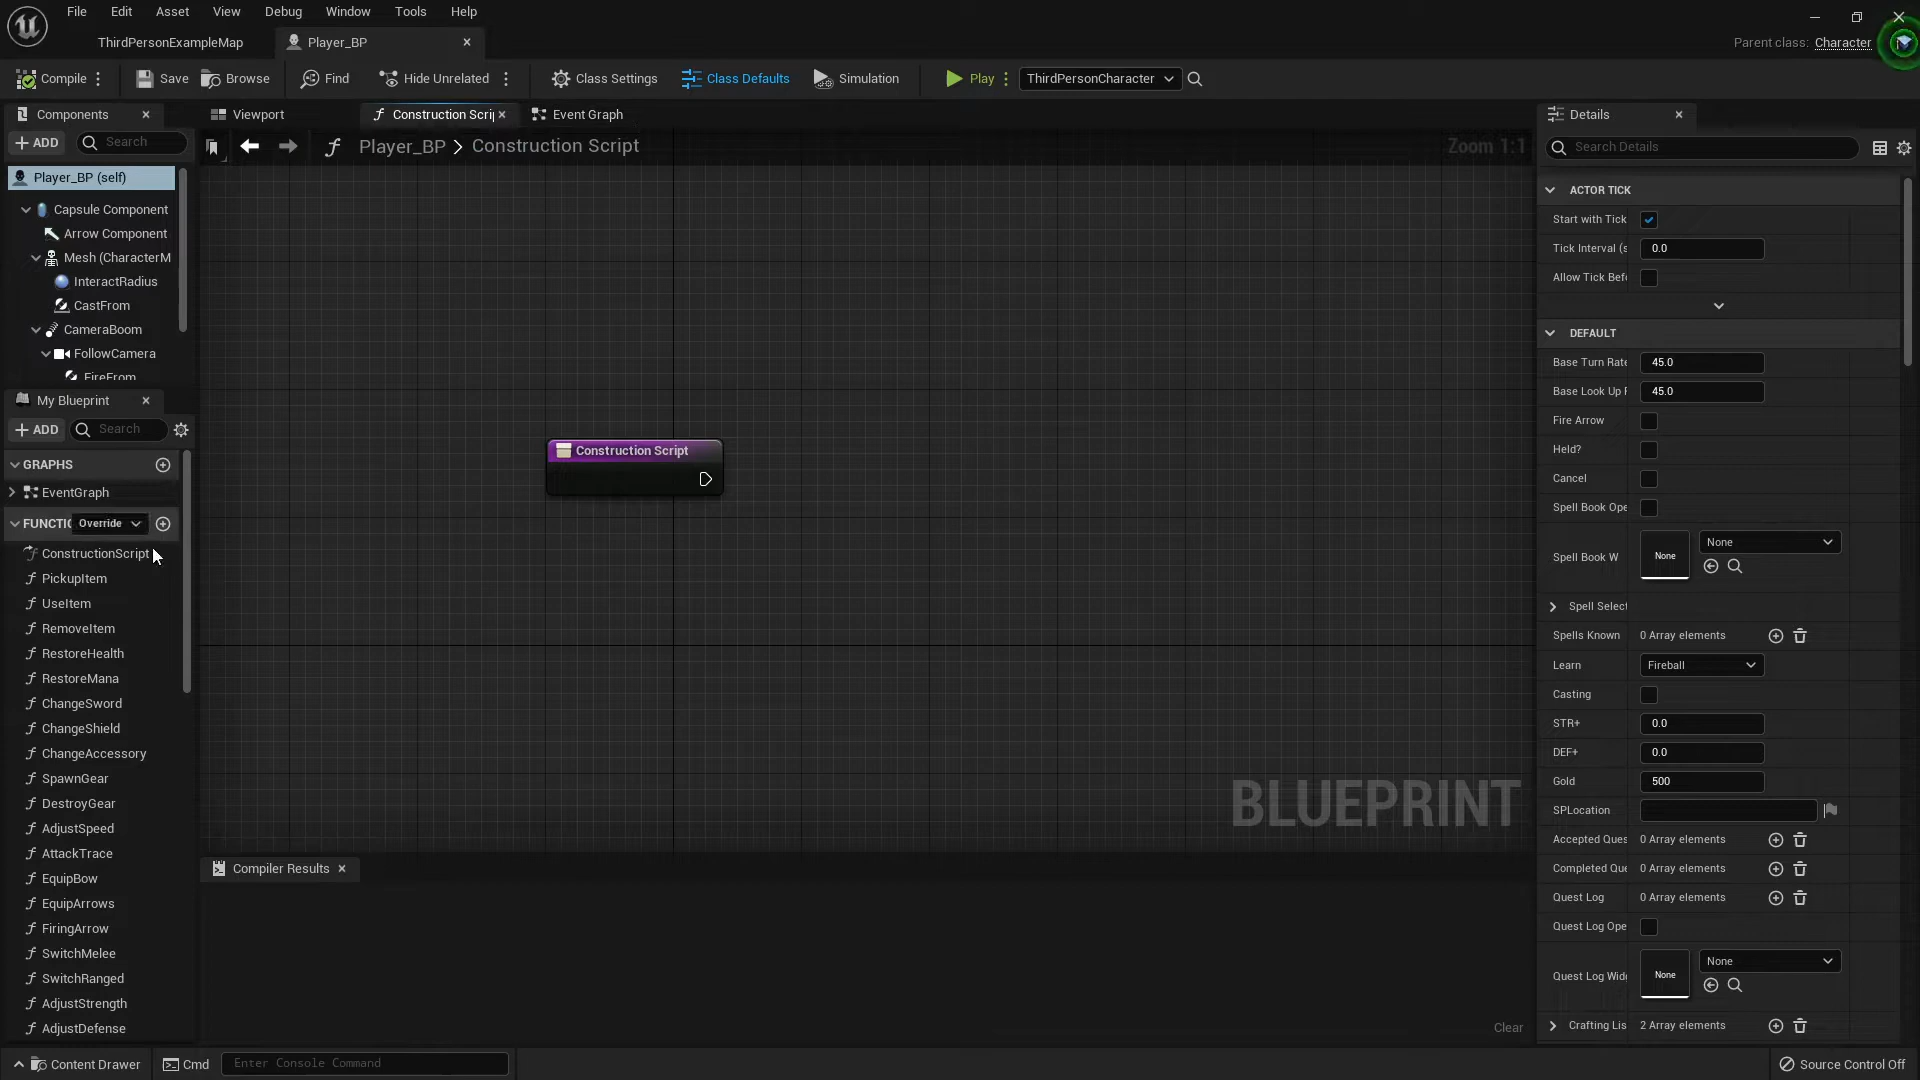 File Edit Asset View Debug Window Tools Help
ThirdPersonExampleMap
Player_BP
Parent class: Character
Compile
Save
Browse
Find
Hide Unrelated
Class Settings
Class Defaults
Simulation
Play
ThirdPersonCharacter
Components
ADD
Search
Player_BP (self)
Capsule Component
Arrow Component
Mesh (CharacterM
InteractRadius
CastFrom
CameraBoom
FollowCamera
FireFrom
My Blueprint
ADD
Search
GRAPHS
EventGraph
FUNCTIO
Override
ConstructionScript
PickupItem
UseItem
RemoveItem
RestoreHealth
RestoreMana
ChangeSword
ChangeShield
ChangeAccessory
SpawnGear
DestroyGear
AdjustSpeed
AttackTrace
EquipBow
EquipArrows
FiringArrow
SwitchMelee
SwitchRanged
AdjustStrength
AdjustDefense
Viewport
Construction Scrip
Event Graph
Player_BP > Construction Script
Zoom 1:1
Construction Script
BLUEPRINT
Compiler Results
Clear
Details
Search Details
ACTOR TICK
Start with Tick
Tick Interval (s 0.0
Allow Tick Befo
DEFAULT
Base Turn Rate 45.0
Base Look Up R 45.0
Fire Arrow
Held?
Cancel
Spell Book Ope
Spell Book W None None
Spell Select
Spells Known 0 Array elements
Learn Fireball
Casting
STR+ 0.0
DEF+ 0.0
Gold 500
SPLocation
Accepted Ques 0 Array elements
Completed Que 0 Array elements
Quest Log 0 Array elements
Quest Log Ope
Quest Log Widg None None
Crafting Lis 2 Array elements
Content Drawer
Cmd
Enter Console Command
Source Control Off